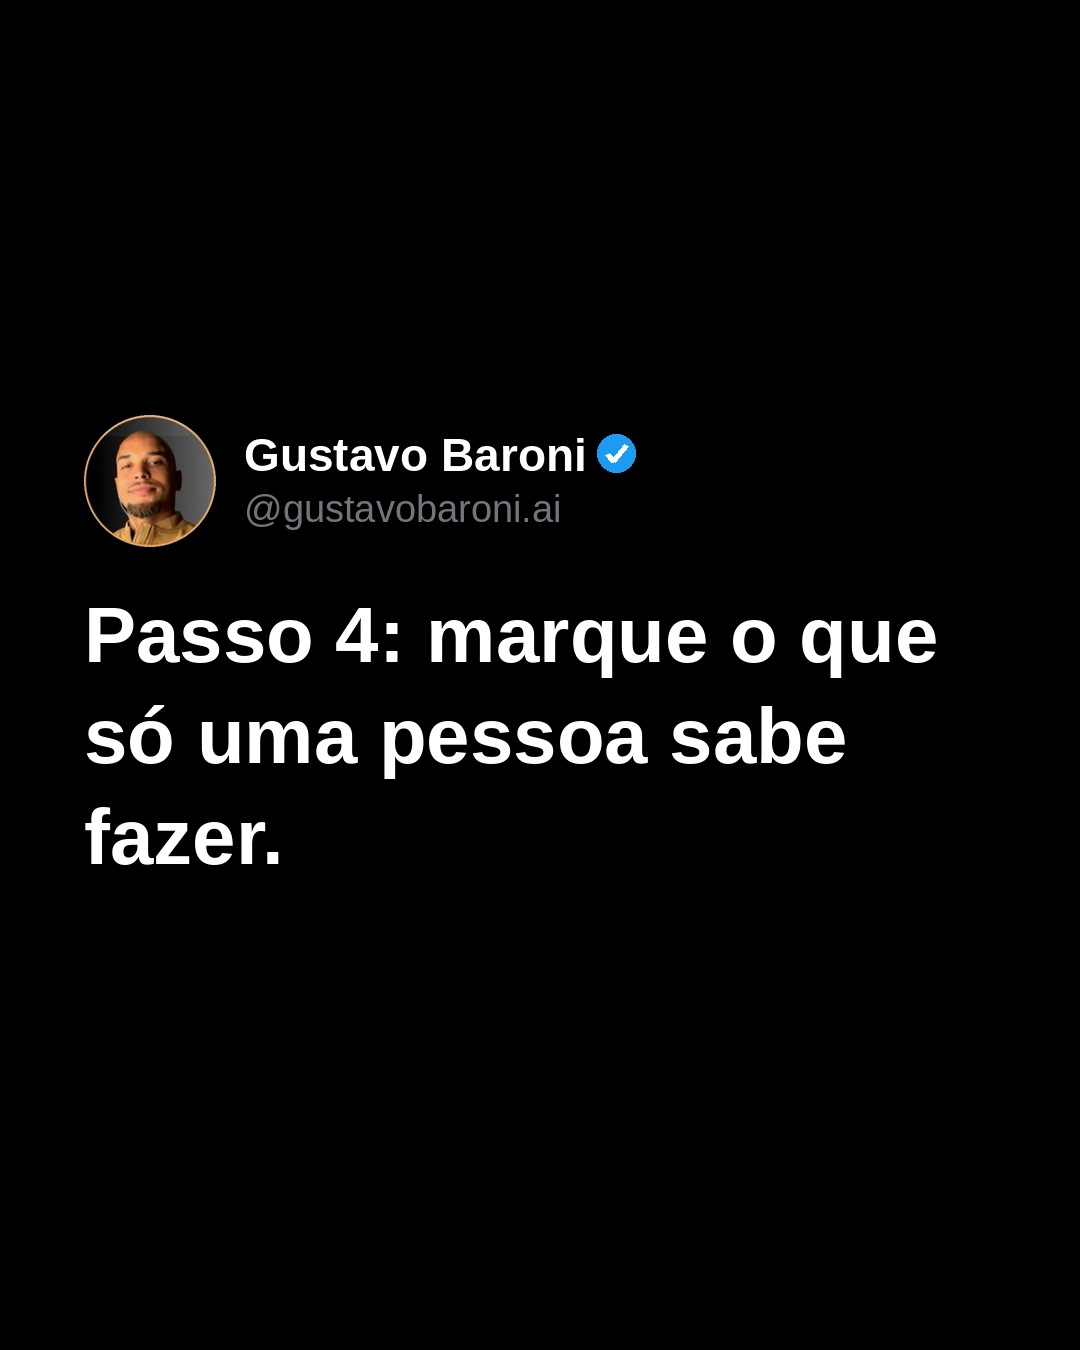 Gustavo Baroni
@gustavobaroni.ai
Passo 4: marque o que
só uma pessoa sabe
fazer.